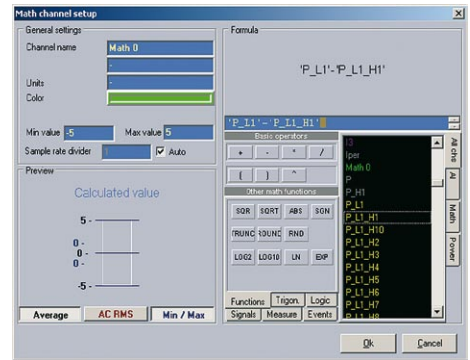 Math channel setup
General settings
Channel name Math 0
-
Units -
Color
Min value -5 Max value 5
Sample rate divider 1 Auto
Preview
Calculated value
5 -
0 -
0 -
0 -
-5 -
Average AC RMS Min / Max
Formula
'P_L1'-'P_L1_H1'
'P_L1'-'P_L1_H1'
Basic operators
+ - * /
( ) ^
Other math functions
SQR SQRT ABS SGN
TRUNC ROUND RND
LOG2 LOG10 LN EXP
Functions Trigon. Logic
Signals Measure Events
I3
Iper
Math 0
P
P_H1
P_L1
P_L1_H1
P_L1_H10
P_L1_H2
P_L1_H3
P_L1_H4
P_L1_H5
P_L1_H6
P_L1_H7
P_L1_H8
All chs
AI
Math
Power
Ok Cancel